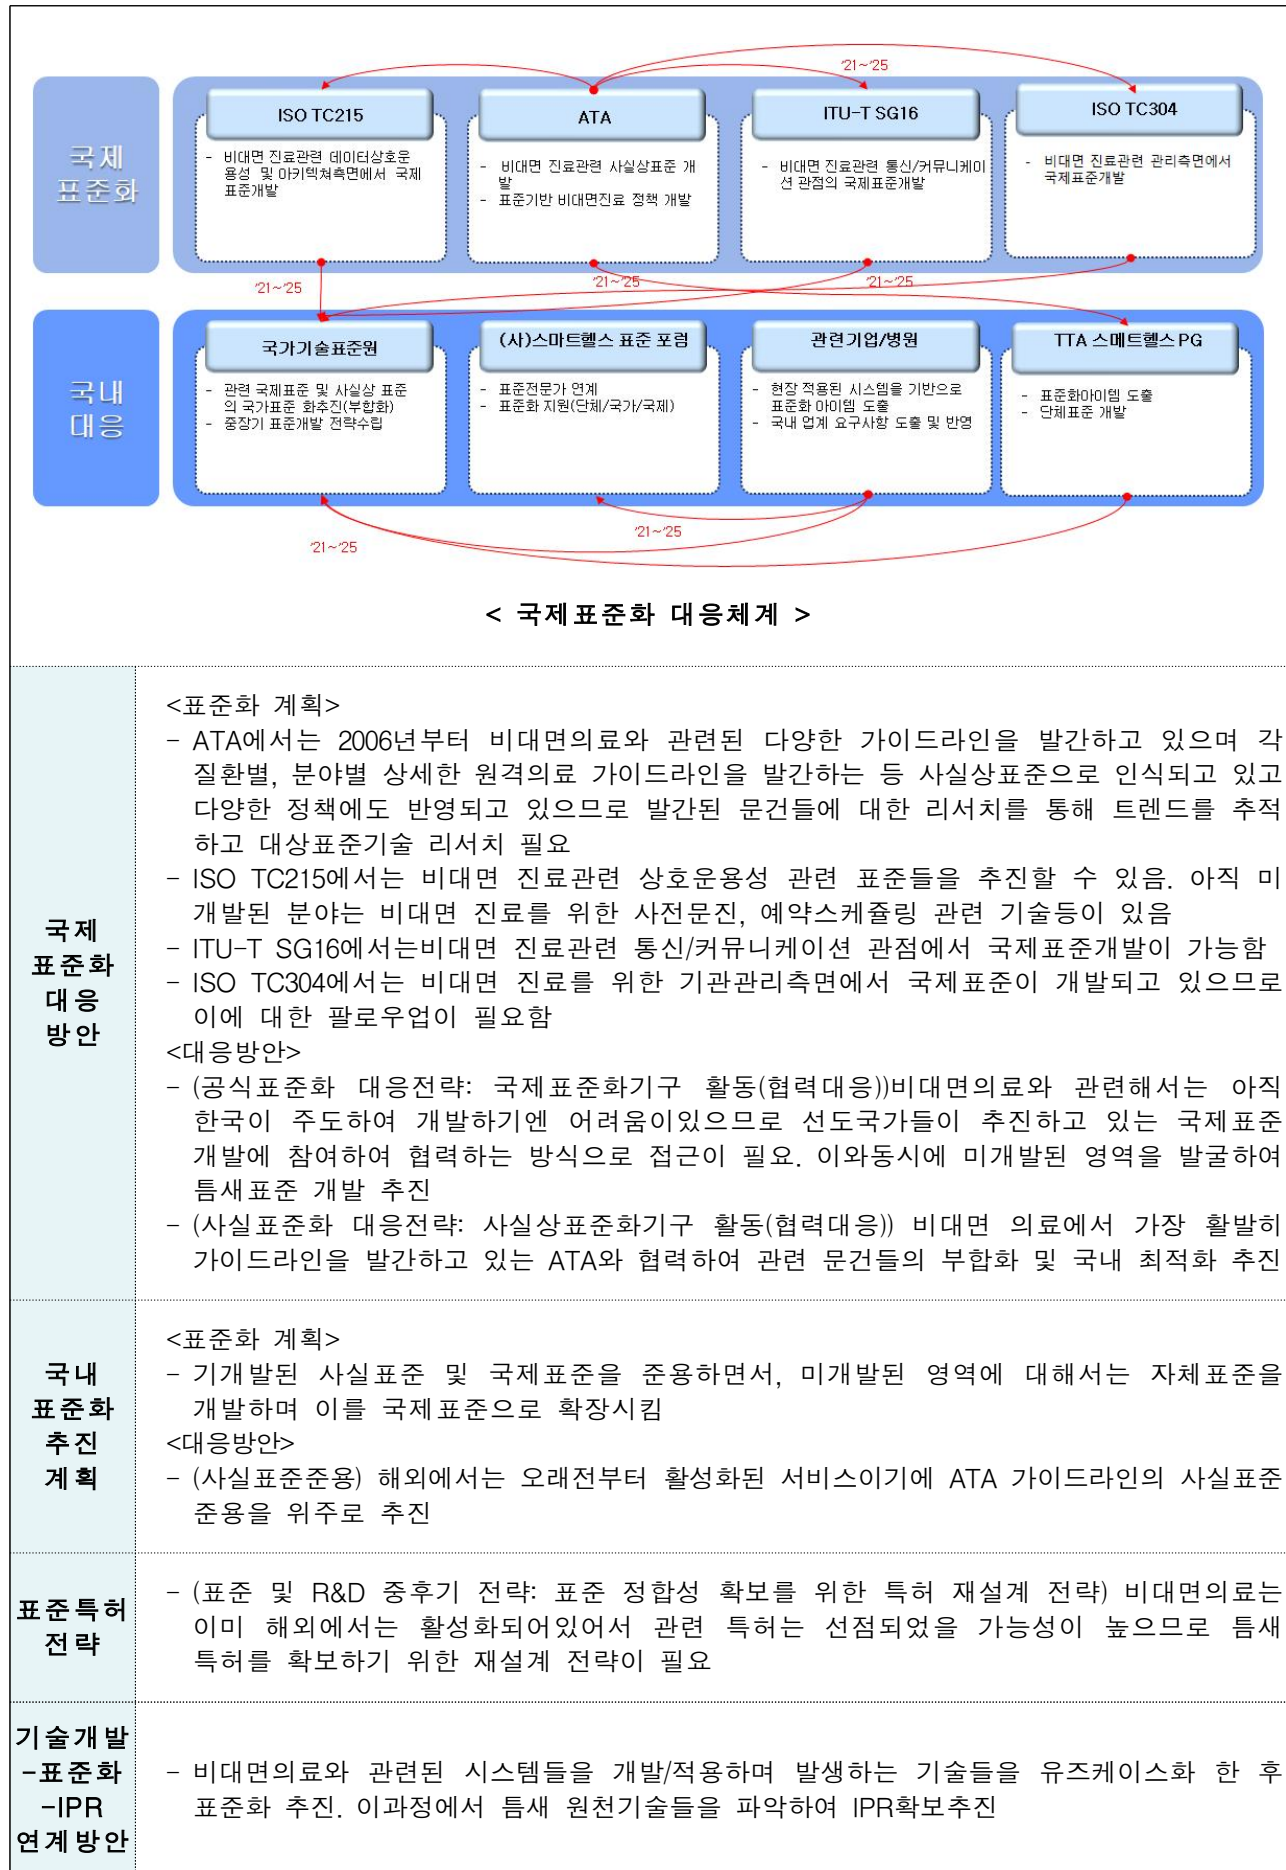 '21~'25
국제
표준화
ISO TC215
- 비대면 진료관련 데이터상호운
용성 및 아키텍쳐측면에서 국제
표준개발
ATA
- 비대면 진료관련 사실상표준 개
발
- 표준기반 비대면진료 정책 개발
ITU-T SG16
- 비대면 진료관련 통신/커뮤니케이
션 관점의 국제표준개발
ISO TC304
- 비대면 진료관련 관리측면에서
국제표준개발
'21~'25
'21~'25
'21~'25
국내
대응
국가기술표준원
- 관련 국제표준 및 사실상 표준
의 국가표준 화추진(부합화)
- 중장기 표준개발 전략수립
(사)스마트헬스 표준 포럼
- 표준전문가 연계
- 표준화 지원(단체/국가/국제)
관련기업/병원
- 현장 적용된 시스템을 기반으로
표준화 아이템 도출
- 국내 업계 요구사항 도출 및 반영
TTA 스메트헬스 PG
- 표준화아이템 도출
- 단체표준 개발
'21~'25
'21~'25
< 국제표준화 대응체계 >
국제
표준화
대응
방안
<표준화 계획>
- ATA에서는 2006년부터 비대면의료와 관련된 다양한 가이드라인을 발간하고 있으며 각
질환별, 분야별 상세한 원격의료 가이드라인을 발간하는 등 사실상표준으로 인식되고 있고
다양한 정책에도 반영되고 있으므로 발간된 문건들에 대한 리서치를 통해 트렌드를 추적
하고 대상표준기술 리서치 필요
- ISO TC215에서는 비대면 진료관련 상호운용성 관련 표준들을 추진할 수 있음. 아직 미
개발된 분야는 비대면 진료를 위한 사전문진, 예약스케쥴링 관련 기술등이 있음
- ITU-T SG16에서는비대면 진료관련 통신/커뮤니케이션 관점에서 국제표준개발이 가능함
- ISO TC304에서는 비대면 진료를 위한 기관관리측면에서 국제표준이 개발되고 있으므로
이에 대한 팔로우업이 필요함
<대응방안>
- (공식표준화 대응전략: 국제표준화기구 활동(협력대응))비대면의료와 관련해서는 아직
한국이 주도하여 개발하기엔 어려움이있으므로 선도국가들이 추진하고 있는 국제표준
개발에 참여하여 협력하는 방식으로 접근이 필요. 이와동시에 미개발된 영역을 발굴하여
틈새표준 개발 추진
- (사실표준화 대응전략: 사실상표준화기구 활동(협력대응)) 비대면 의료에서 가장 활발히
가이드라인을 발간하고 있는 ATA와 협력하여 관련 문건들의 부합화 및 국내 최적화 추진
국내
표준화
추진
계획
<표준화 계획>
- 기개발된 사실표준 및 국제표준을 준용하면서, 미개발된 영역에 대해서는 자체표준을
개발하며 이를 국제표준으로 확장시킴
<대응방안>
- (사실표준준용) 해외에서는 오래전부터 활성화된 서비스이기에 ATA 가이드라인의 사실표준
준용을 위주로 추진
표준특허
전략
- (표준 및 R&D 중후기 전략: 표준 정합성 확보를 위한 특허 재설계 전략) 비대면의료는
이미 해외에서는 활성화되어있어서 관련 특허는 선점되었을 가능성이 높으므로 틈새
특허를 확보하기 위한 재설계 전략이 필요
기술개발
-표준화
-IPR
연계방안
- 비대면의료와 관련된 시스템들을 개발/적용하며 발생하는 기술들을 유즈케이스화 한 후
표준화 추진. 이과정에서 틈새 원천기술들을 파악하여 IPR확보추진